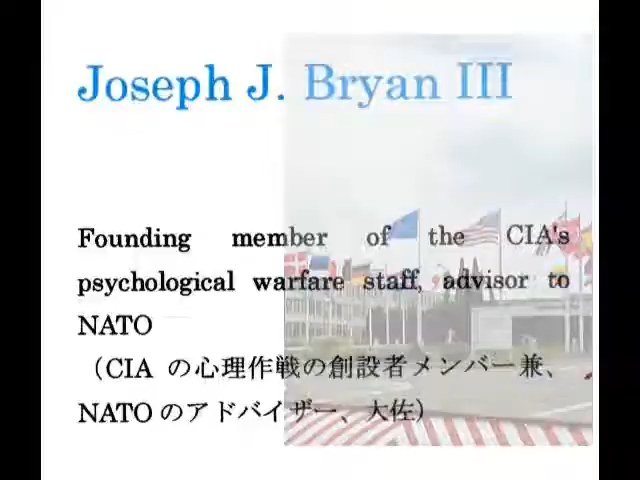 Joseph J. Bryan III
Founding member of the CIA's
psychological warfare staff, advisor to
NATO
（CIA の心理作戦の創設者メンバー兼、
NATO のアドバイザー、大佐）